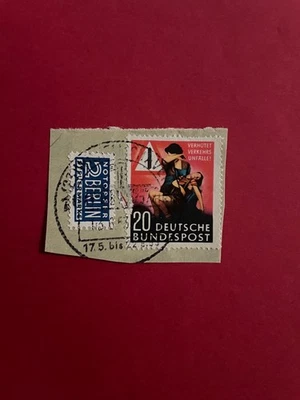 NOTOPFER
2 BERLIN
STEUERMARKE
VERHÜTET
VERKEHRS
UNFÄLLE!
20 DEUTSCHE
BUNDESPOST
17.5. bis